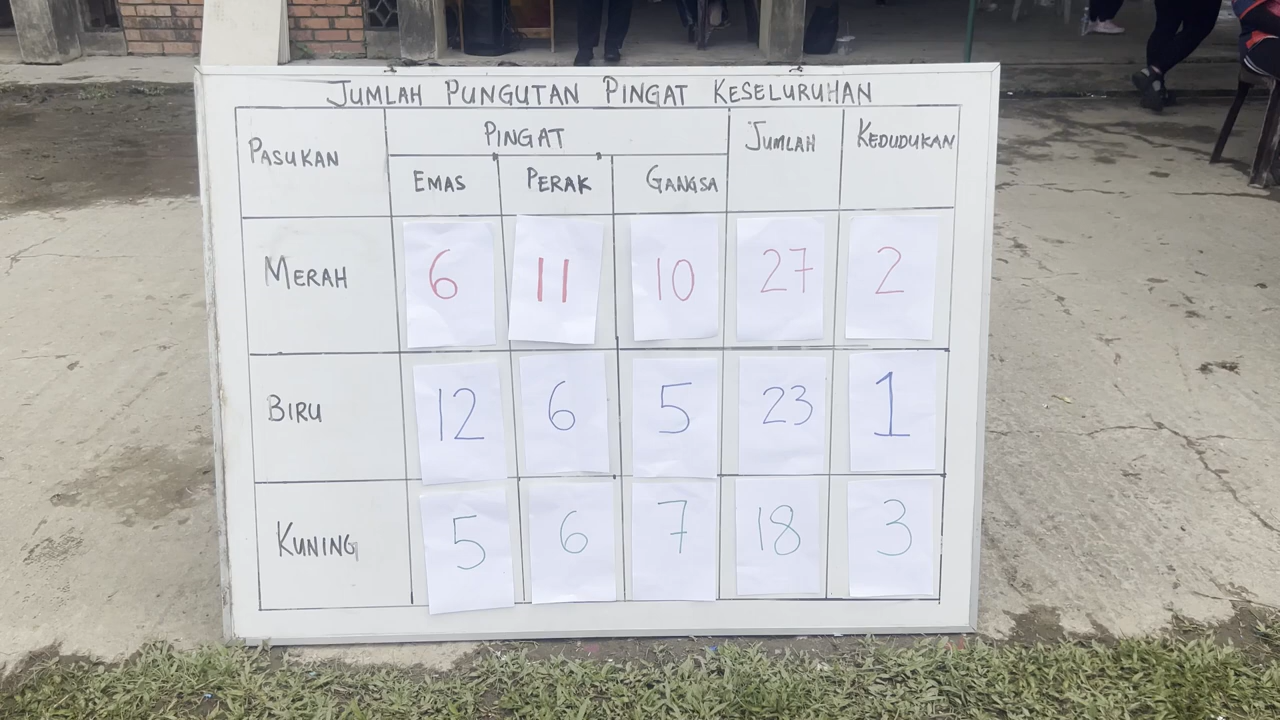 JUMLAH PUNGUTAN PINGAT KESELURUHAN
PASUKAN PINGAT JUMLAH KEDUDUKAN
EMAS PERAK GANGSA
MERAH 6 11 10 27 2
BIRU 12 6 5 23 1
KUNING 5 6 7 18 3